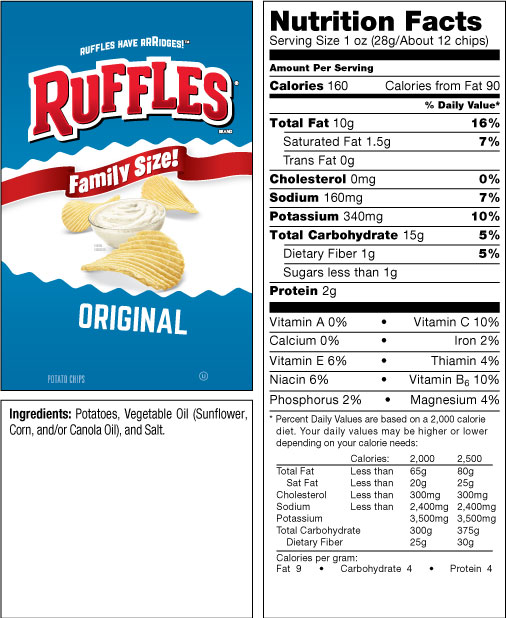 RUFFLES HAVE RRRIDGES!™
RUFFLES®
BRAND
Family Size!
ORIGINAL
POTATO CHIPS
Ingredients: Potatoes, Vegetable Oil (Sunflower,
Corn, and/or Canola Oil), and Salt.
Nutrition Facts
Serving Size 1 oz (28g/About 12 chips)
Amount Per Serving
Calories 160 Calories from Fat 90
% Daily Value*
Total Fat 10g 16%
Saturated Fat 1.5g 7%
Trans Fat 0g
Cholesterol 0mg 0%
Sodium 160mg 7%
Potassium 340mg 10%
Total Carbohydrate 15g 5%
Dietary Fiber 1g 5%
Sugars less than 1g
Protein 2g
Vitamin A 0% • Vitamin C 10%
Calcium 0% • Iron 2%
Vitamin E 6% • Thiamin 4%
Niacin 6% • Vitamin B6 10%
Phosphorus 2% • Magnesium 4%
* Percent Daily Values are based on a 2,000 calorie
diet. Your daily values may be higher or lower
depending on your calorie needs:
Calories: 2,000 2,500
Total Fat Less than 65g 80g
Sat Fat Less than 20g 25g
Cholesterol Less than 300mg 300mg
Sodium Less than 2,400mg 2,400mg
Potassium 3,500mg 3,500mg
Total Carbohydrate 300g 375g
Dietary Fiber 25g 30g
Calories per gram:
Fat 9 • Carbohydrate 4 • Protein 4